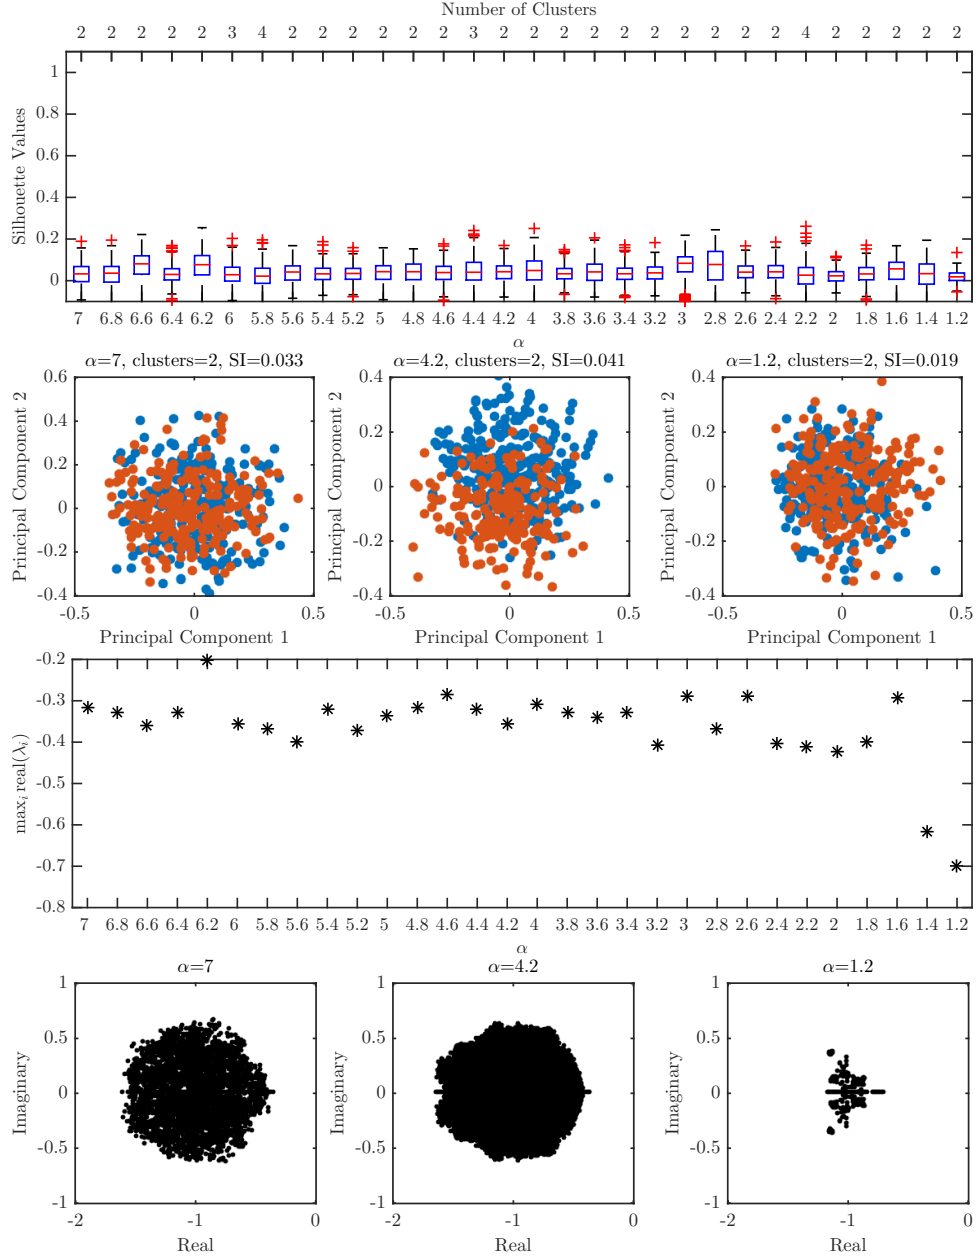 Number of Clusters
2 2 2 2 2 3 4 2 2 2 2 2 2 3 2 2 2 2 2 2 2 2 2 2 4 2 2 2 2 2
Silhouette Values
1
0.8
0.6
0.4
0.2
0
7 6.8 6.6 6.4 6.2 6 5.8 5.6 5.4 5.2 5 4.8 4.6 4.4 4.2 4 3.8 3.6 3.4 3.2 3 2.8 2.6 2.4 2.2 2 1.8 1.6 1.4 1.2
α
α=7, clusters=2, SI=0.033
Principal Component 2
0.6
0.4
0.2
0
-0.2
-0.4
-0.5 0 0.5
Principal Component 1
α=4.2, clusters=2, SI=0.041
Principal Component 2
0.4
0.2
0
-0.2
-0.4
-0.5 0 0.5
Principal Component 1
α=1.2, clusters=2, SI=0.019
Principal Component 2
0.4
0.2
0
-0.2
-0.4
-0.5 0 0.5
Principal Component 1
max_i real(λ_i)
-0.2
-0.3
-0.4
-0.5
-0.6
-0.7
-0.8
7 6.8 6.6 6.4 6.2 6 5.8 5.6 5.4 5.2 5 4.8 4.6 4.4 4.2 4 3.8 3.6 3.4 3.2 3 2.8 2.6 2.4 2.2 2 1.8 1.6 1.4 1.2
α
α=7
Imaginary
1
0.5
0
-0.5
-1
-2 -1 0
Real
α=4.2
Imaginary
1
0.5
0
-0.5
-1
-2 -1 0
Real
α=1.2
Imaginary
1
0.5
0
-0.5
-1
-2 -1 0
Real